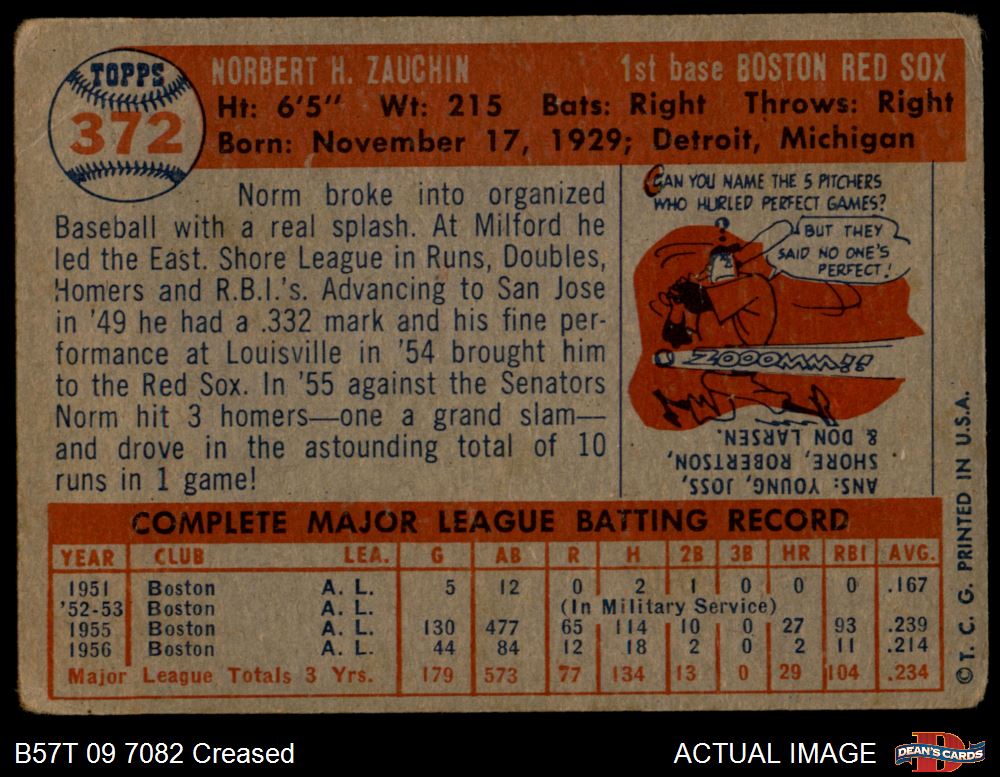 TOPPS
372
NORBERT H. ZAUCHIN 1st base BOSTON RED SOX
Ht: 6'5" Wt: 215 Bats: Right Throws: Right
Born: November 17, 1929; Detroit, Michigan
Norm broke into organized
Baseball with a real splash. At Milford he
led the East. Shore League in Runs, Doubles,
Homers and R.B.I.'s. Advancing to San Jose
in '49 he had a .332 mark and his fine per-
formance at Louisville in '54 brought him
to the Red Sox. In '55 against the Senators
Norm hit 3 homers—one a grand slam—
and drove in the astounding total of 10
runs in 1 game!
CAN YOU NAME THE 5 PITCHERS
WHO HURLED PERFECT GAMES?
?
BUT THEY
SAID NO ONE'S
PERFECT!
ZOOOMM!!
ANS: YOUNG, JOSS,
SHORE, ROBERTSON,
& DON LARSEN.
COMPLETE MAJOR LEAGUE BATTING RECORD
YEAR CLUB LEA. G AB R H 2B 3B HR RBI AVG.
1951 Boston A. L. 5 12 0 2 1 0 0 0 .167
'52-53 Boston A. L. (In Military Service)
1955 Boston A. L. 130 477 65 114 10 0 27 93 .239
1956 Boston A. L. 44 84 12 18 2 0 2 11 .214
Major League Totals 3 Yrs. 179 573 77 134 13 0 29 104 .234
©T. C. G. PRINTED IN U.S.A.
B57T 09 7082 Creased
ACTUAL IMAGE
D
DEAN'S CARDS